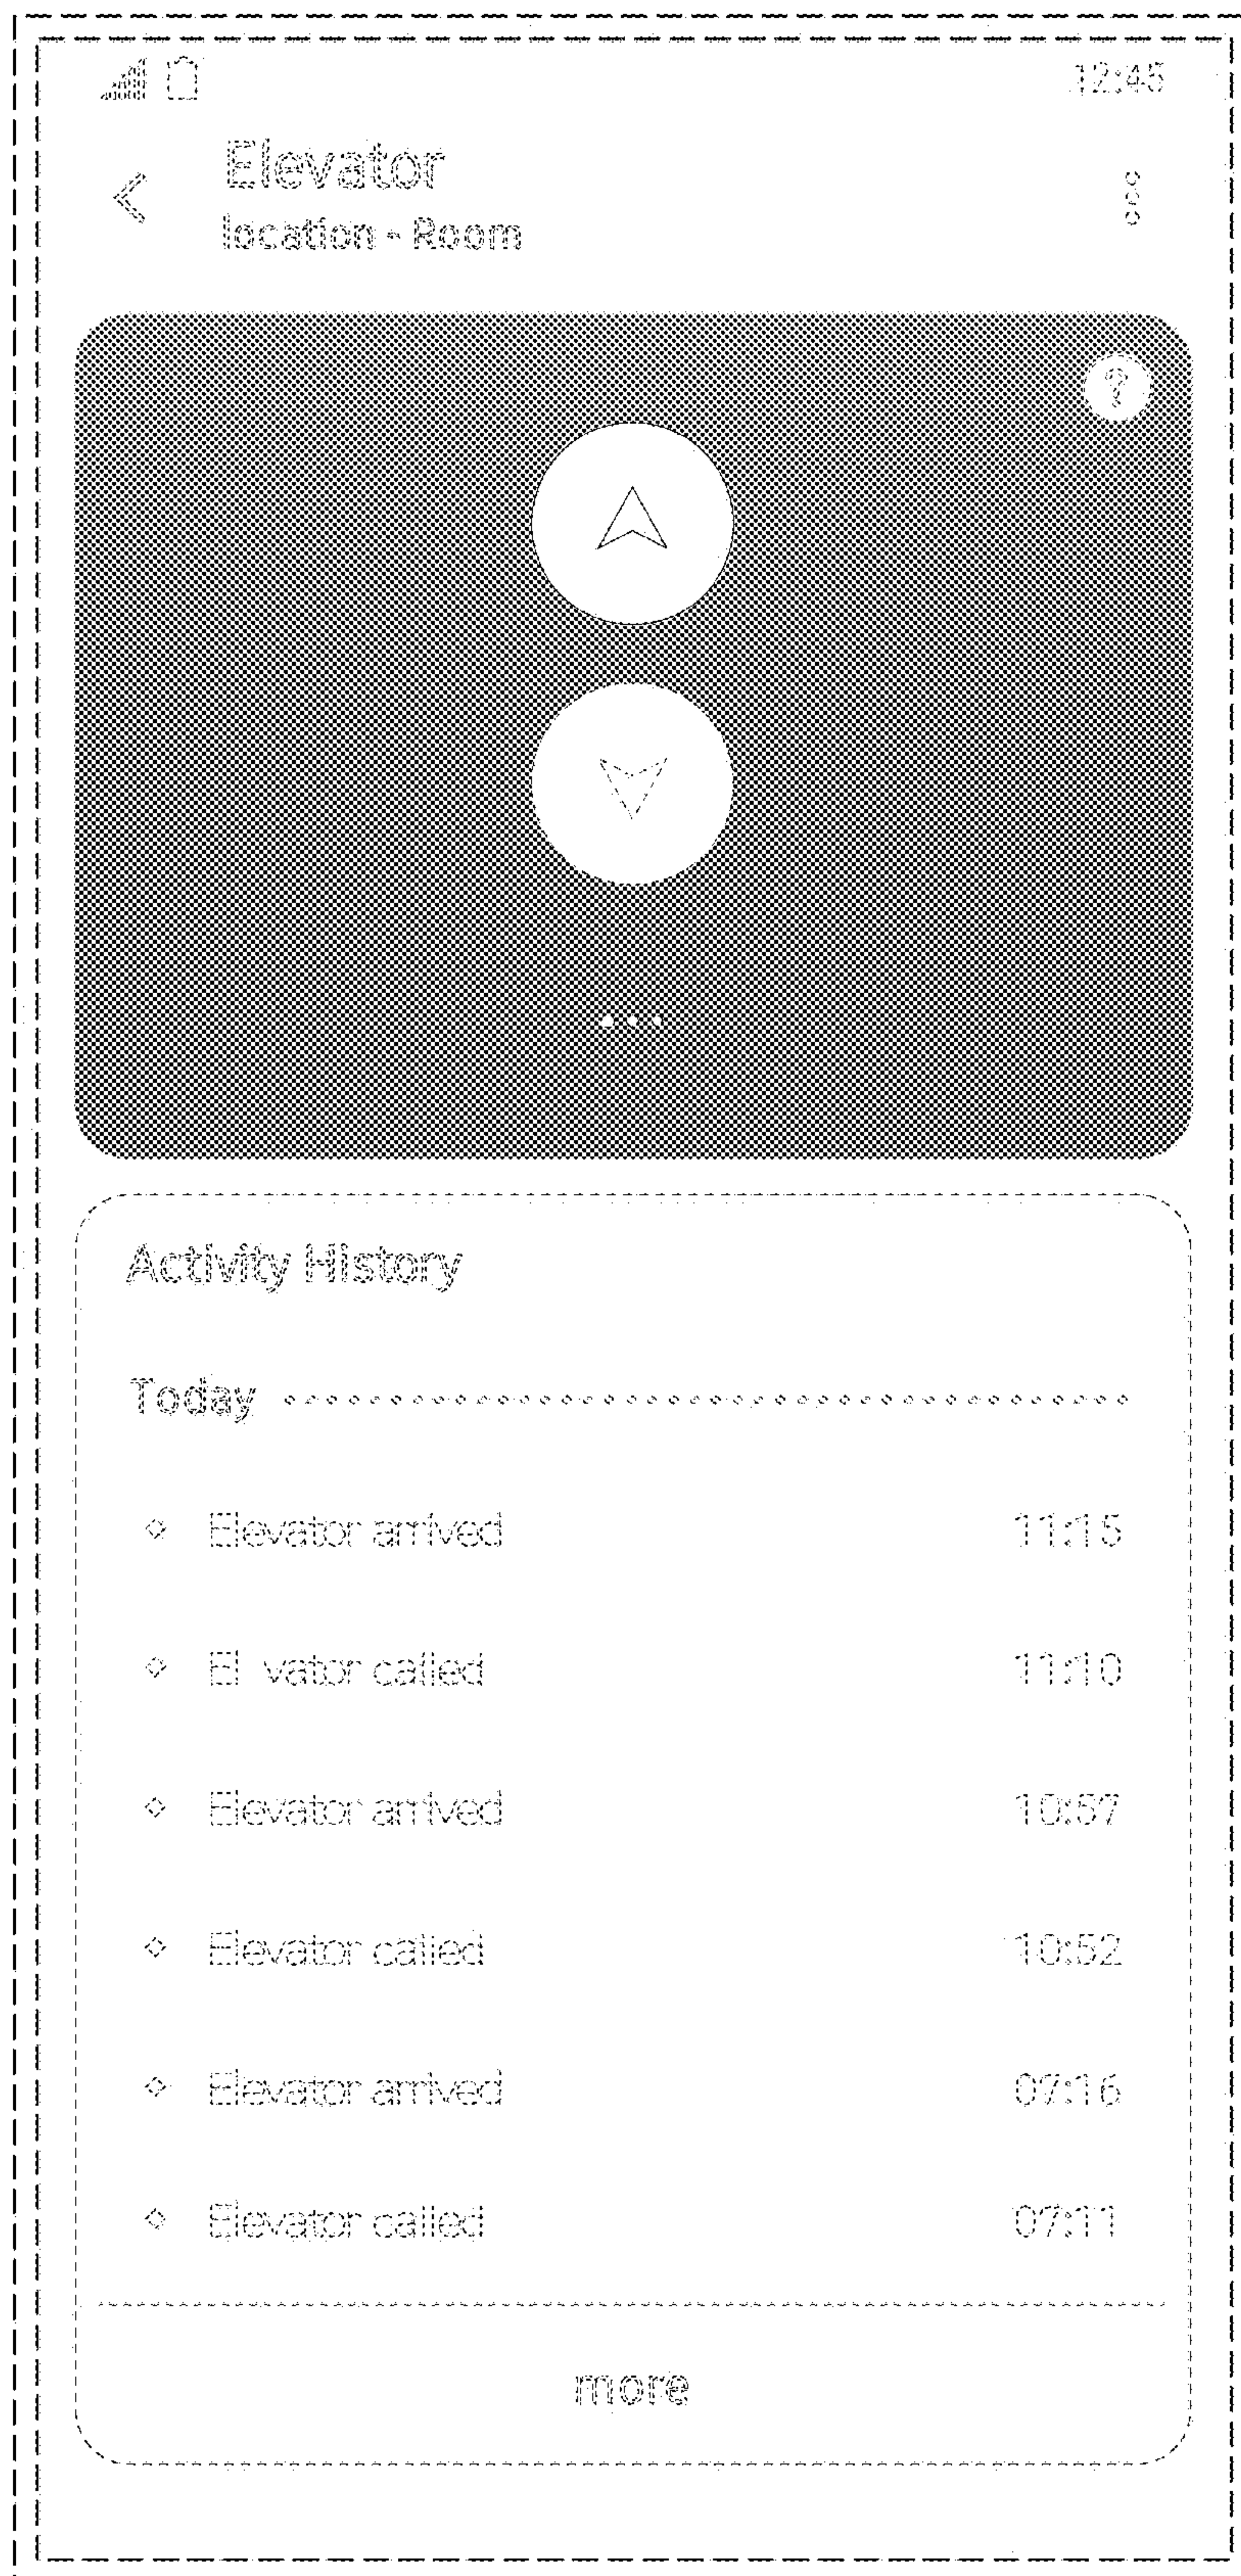 12:45
Elevator
location - Room
?
Activity History
Today
Elevator arrived 11:15
El vator called 11:10
Elevator arrived 10:57
Elevator called 10:52
Elevator arrived 07:16
Elevator called 07:11
more